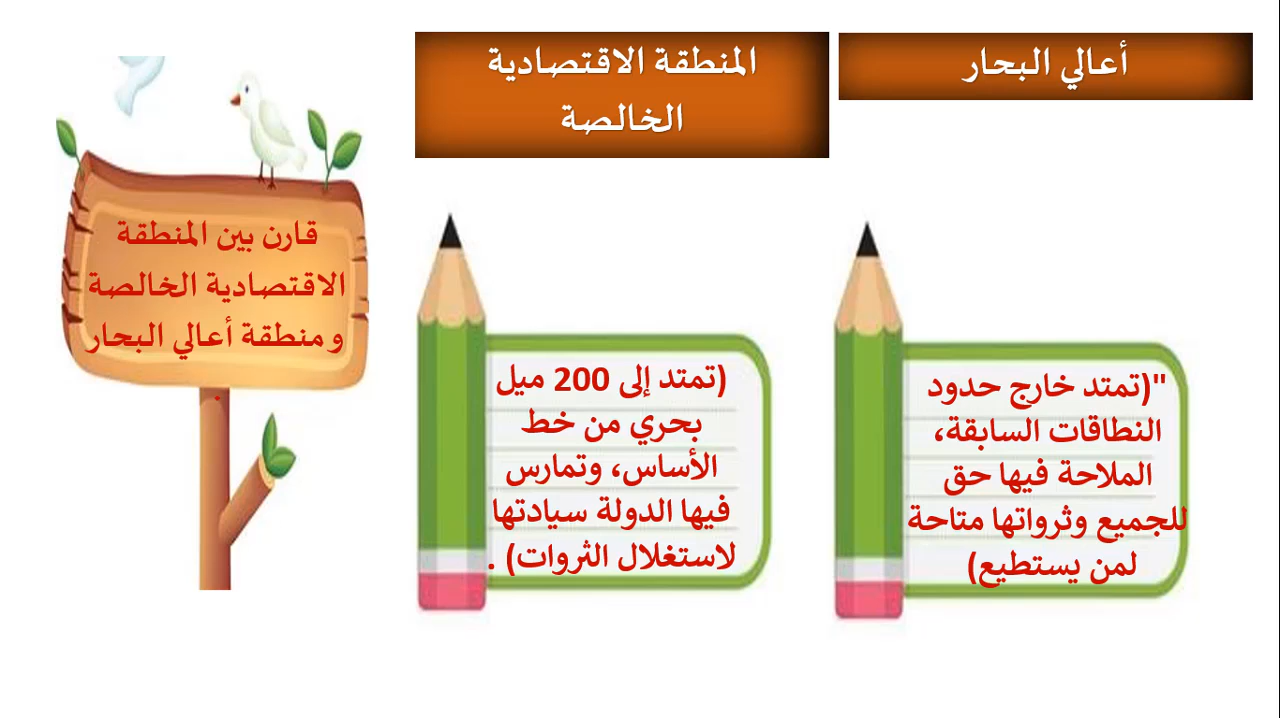 أعالي البحار
المنطقة الاقتصادية
الخالصة
قارن بين المنطقة
الاقتصادية الخالصة
و منطقة أعالي البحار
.
"(تمتد خارج حدود
النطاقات السابقة،
الملاحة فيها حق
للجميع وثرواتها متاحة
لمن يستطيع)
(تمتد إلى 200 ميل
بحري من خط
الأساس، وتمارس
فيها الدولة سيادتها
لاستغلال الثروات) .